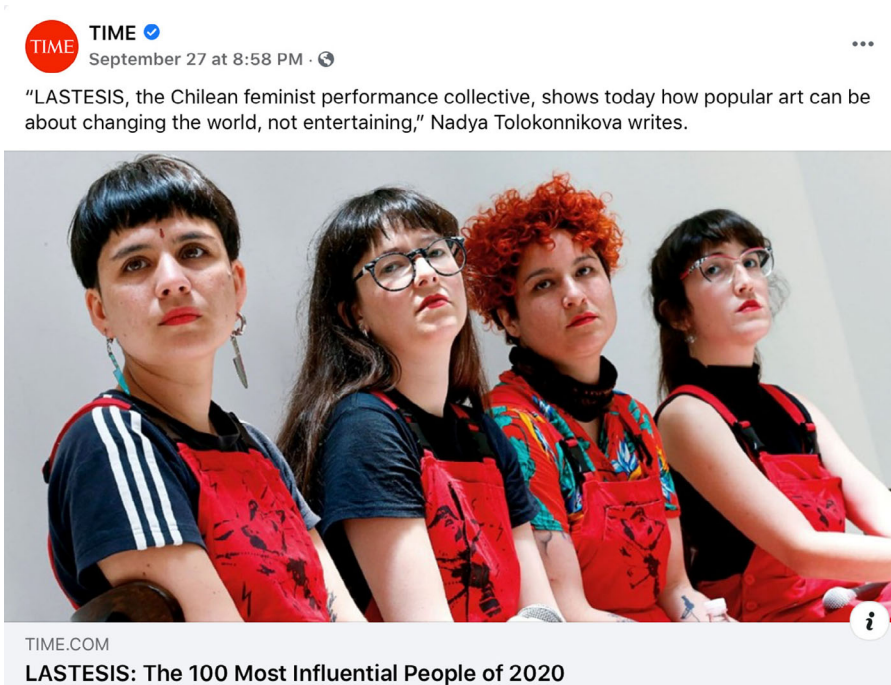 TIME
TIME
September 27 at 8:58 PM ·
“LASTESIS, the Chilean feminist performance collective, shows today how popular art can be
about changing the world, not entertaining,” Nadya Tolokonnikova writes.
i
TIME.COM
LASTESIS: The 100 Most Influential People of 2020